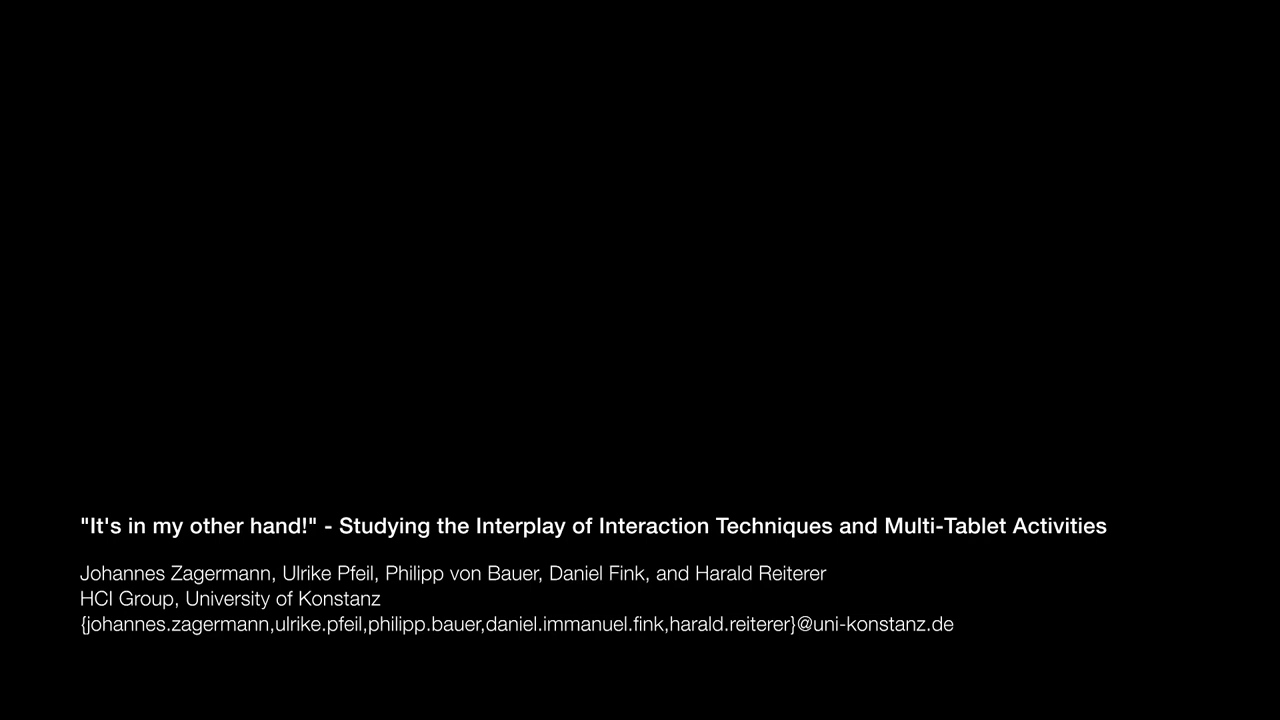 "It's in my other hand!" - Studying the Interplay of Interaction Techniques and Multi-Tablet Activities
Johannes Zagermann, Ulrike Pfeil, Philipp von Bauer, Daniel Fink, and Harald Reiterer
HCI Group, University of Konstanz
{johannes.zagermann,ulrike.pfeil,philipp.bauer,daniel.immanuel.fink,harald.reiterer}@uni-konstanz.de